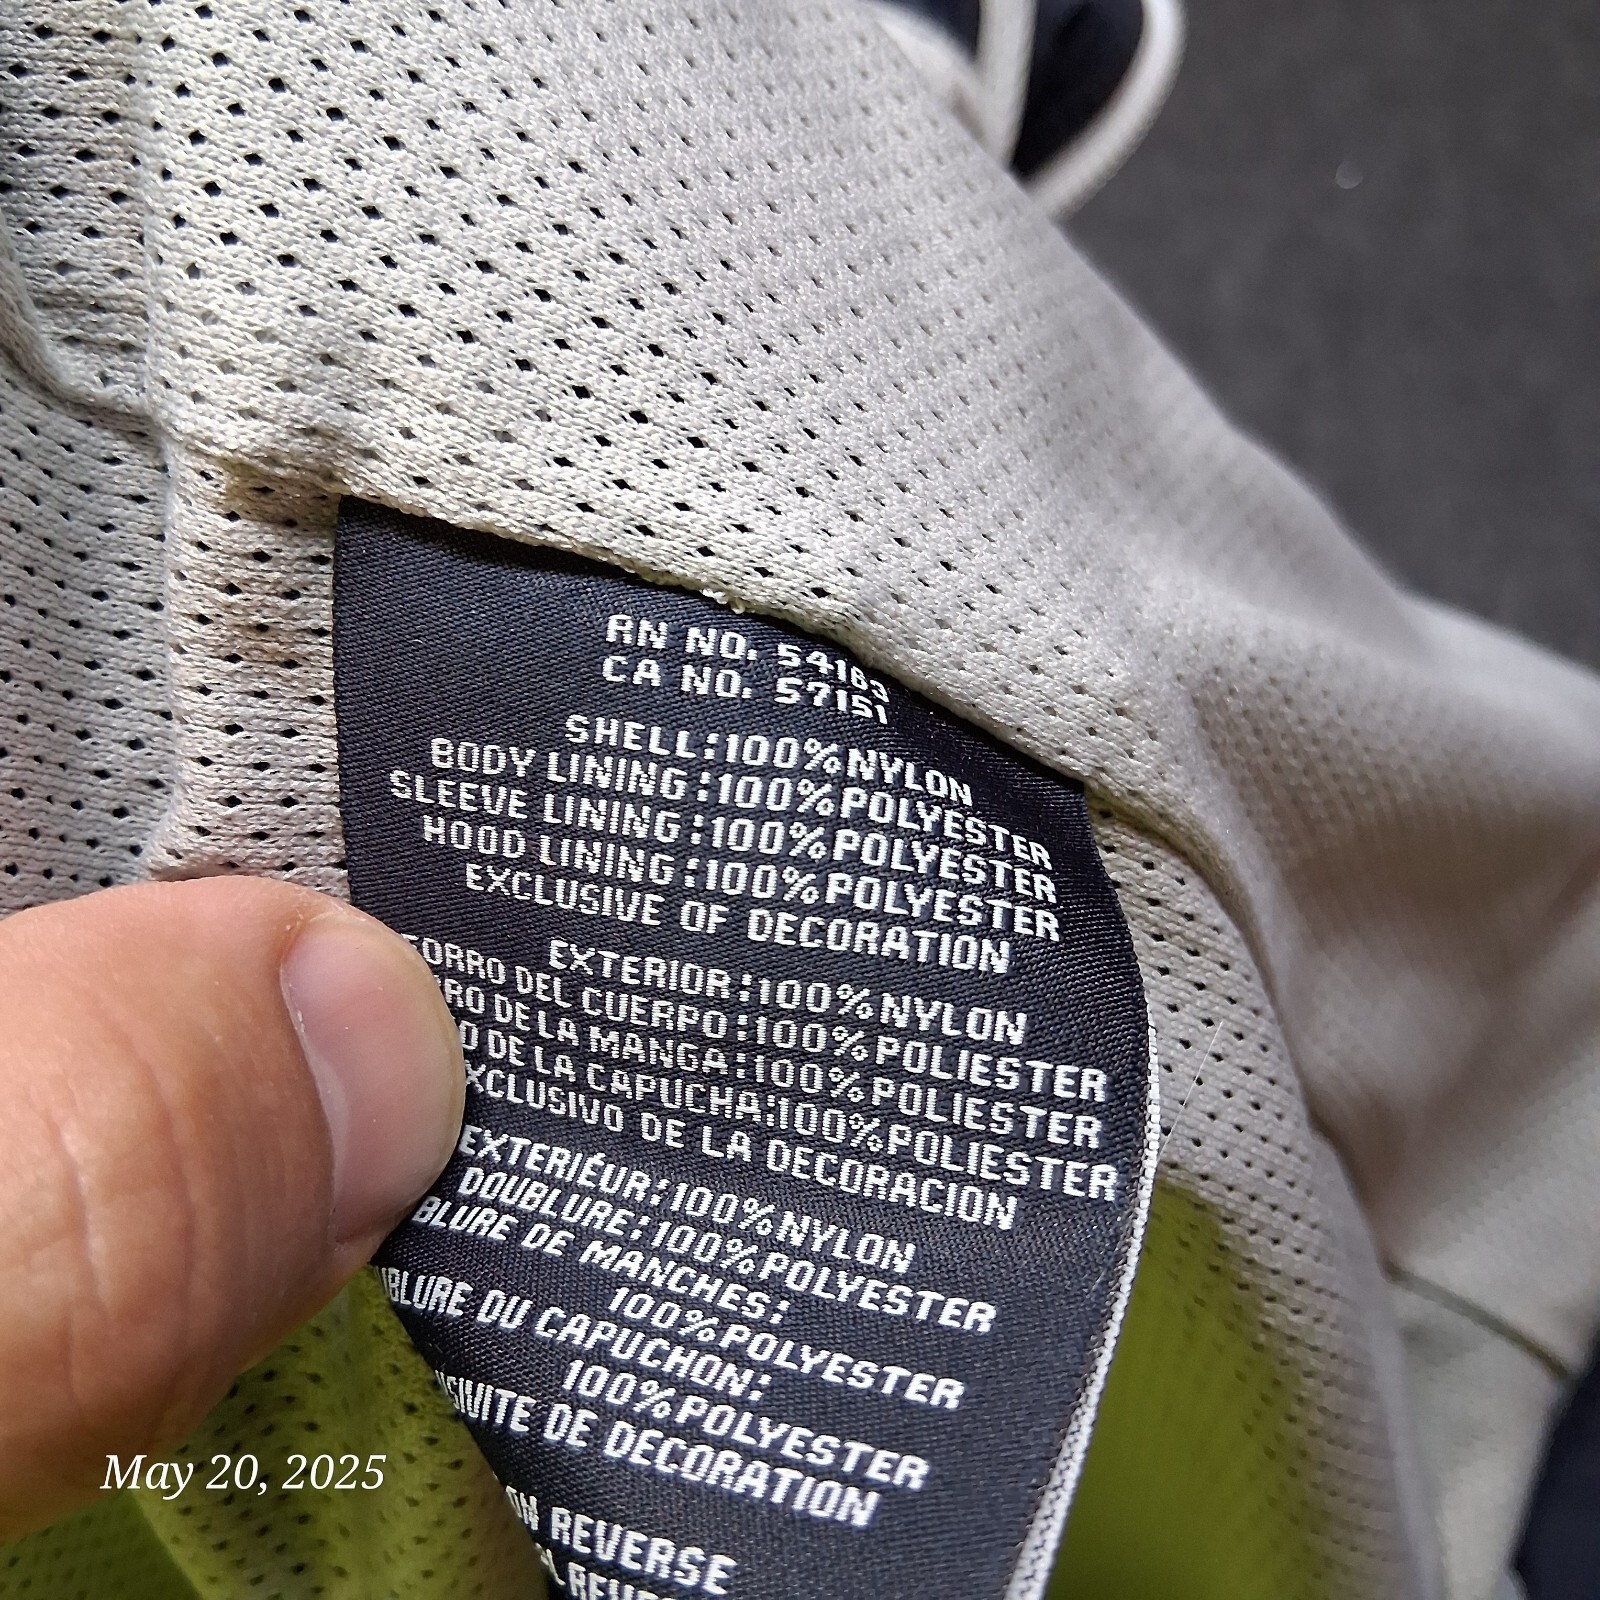 RN NO. 54163
CA NO. 57151
SHELL:100%NYLON
BODY LINING:100%POLYESTER
SLEEVE LINING:100%POLYESTER
HOOD LINING:100%POLYESTER
EXCLUSIVE OF DECORATION
EXTERIOR:100%NYLON
DEL CUERPO:100%POLIESTER
DE LA MANGA:100%POLIESTER
DE LA CAPUCHA:100%POLIESTER
DE LA DECORACION
EXTERIÉUR:100%NYLON
DOUBLURE:100%POLYESTER
DE MANCHES:
100%POLYESTER
DU CAPUCHON:
100%POLYESTER
DE DECORATION
REVERSE
May 20, 2025